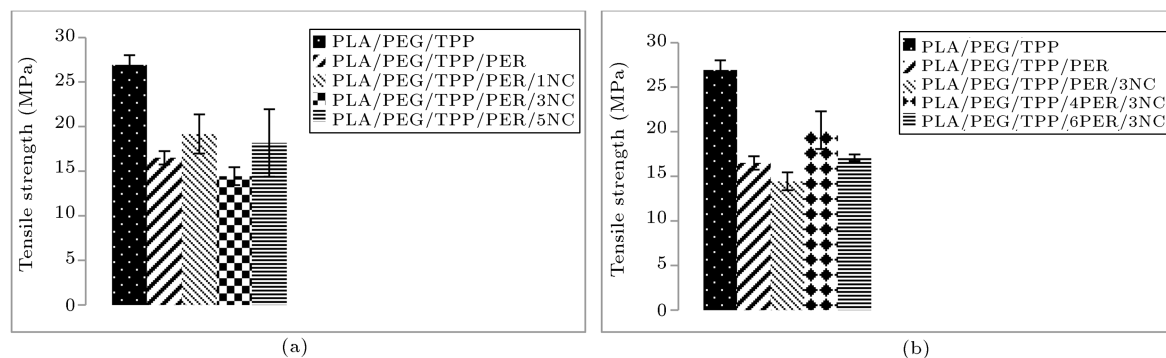 30
25
20
15
10
5
0
Tensile strength (MPa)
PLA/PEG/TPP
PLA/PEG/TPP/PER
PLA/PEG/TPP/PER/1NC
PLA/PEG/TPP/PER/3NC
PLA/PEG/TPP/PER/5NC
(a)
30
25
20
15
10
5
0
Tensile strength (MPa)
PLA/PEG/TPP
PLA/PEG/TPP/PER
PLA/PEG/TPP/PER/3NC
PLA/PEG/TPP/4PER/3NC
PLA/PEG/TPP/6PER/3NC
(b)